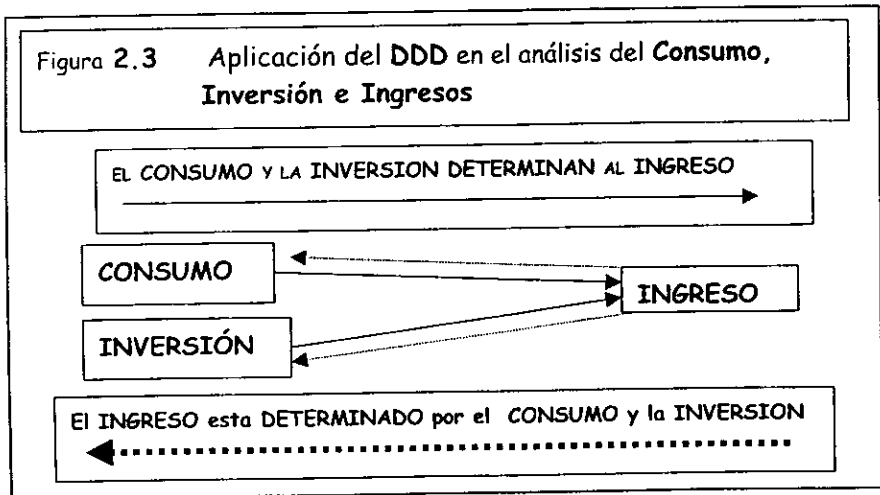 Figura 2.3 Aplicación del DDD en el análisis del Consumo,
Inversión e Ingresos
EL CONSUMO Y LA INVERSION DETERMINAN AL INGRESO
CONSUMO
INGRESO
INVERSIÓN
El INGRESO esta DETERMINADO por el CONSUMO y la INVERSION